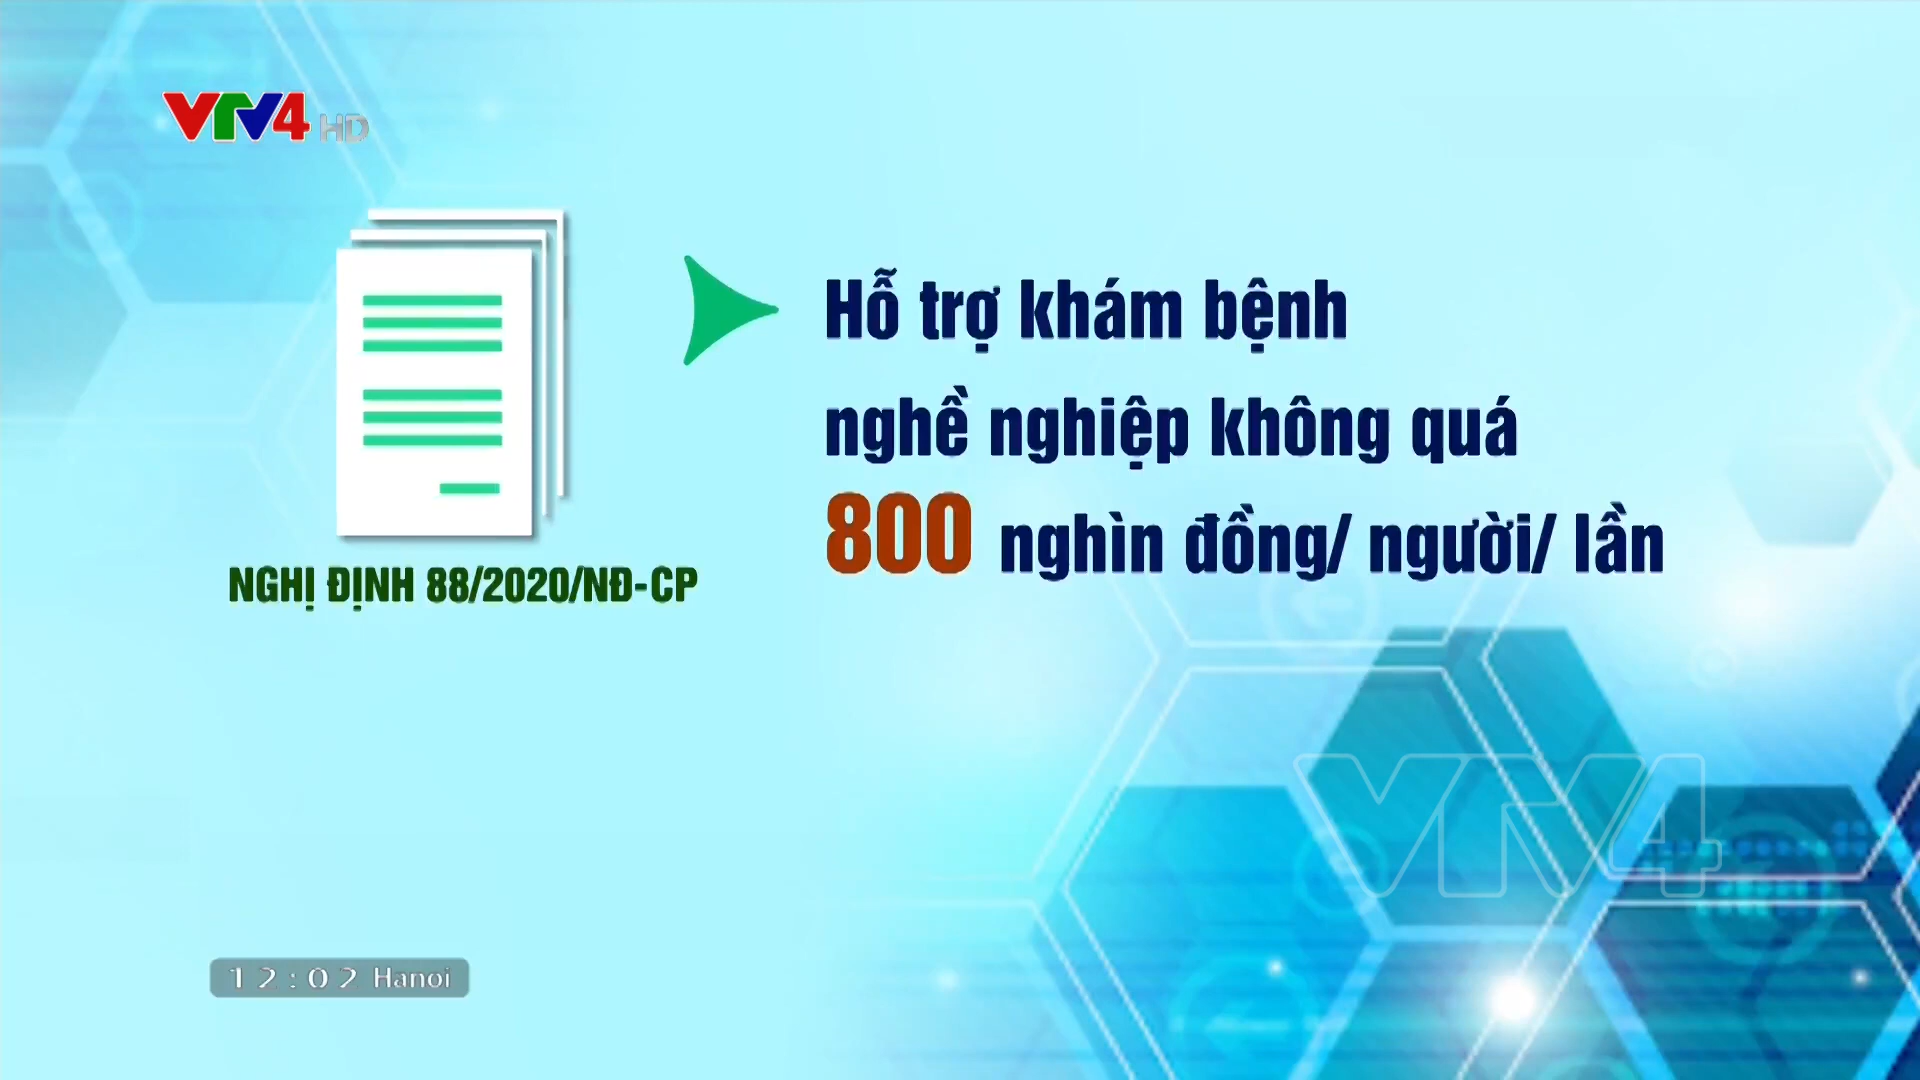 VTV4 HD
Hỗ trợ khám bệnh
nghề nghiệp không quá
800 nghìn đồng/ người/ lần
NGHỊ ĐỊNH 88/2020/NĐ-CP
VTV4
12:02 Hanoi